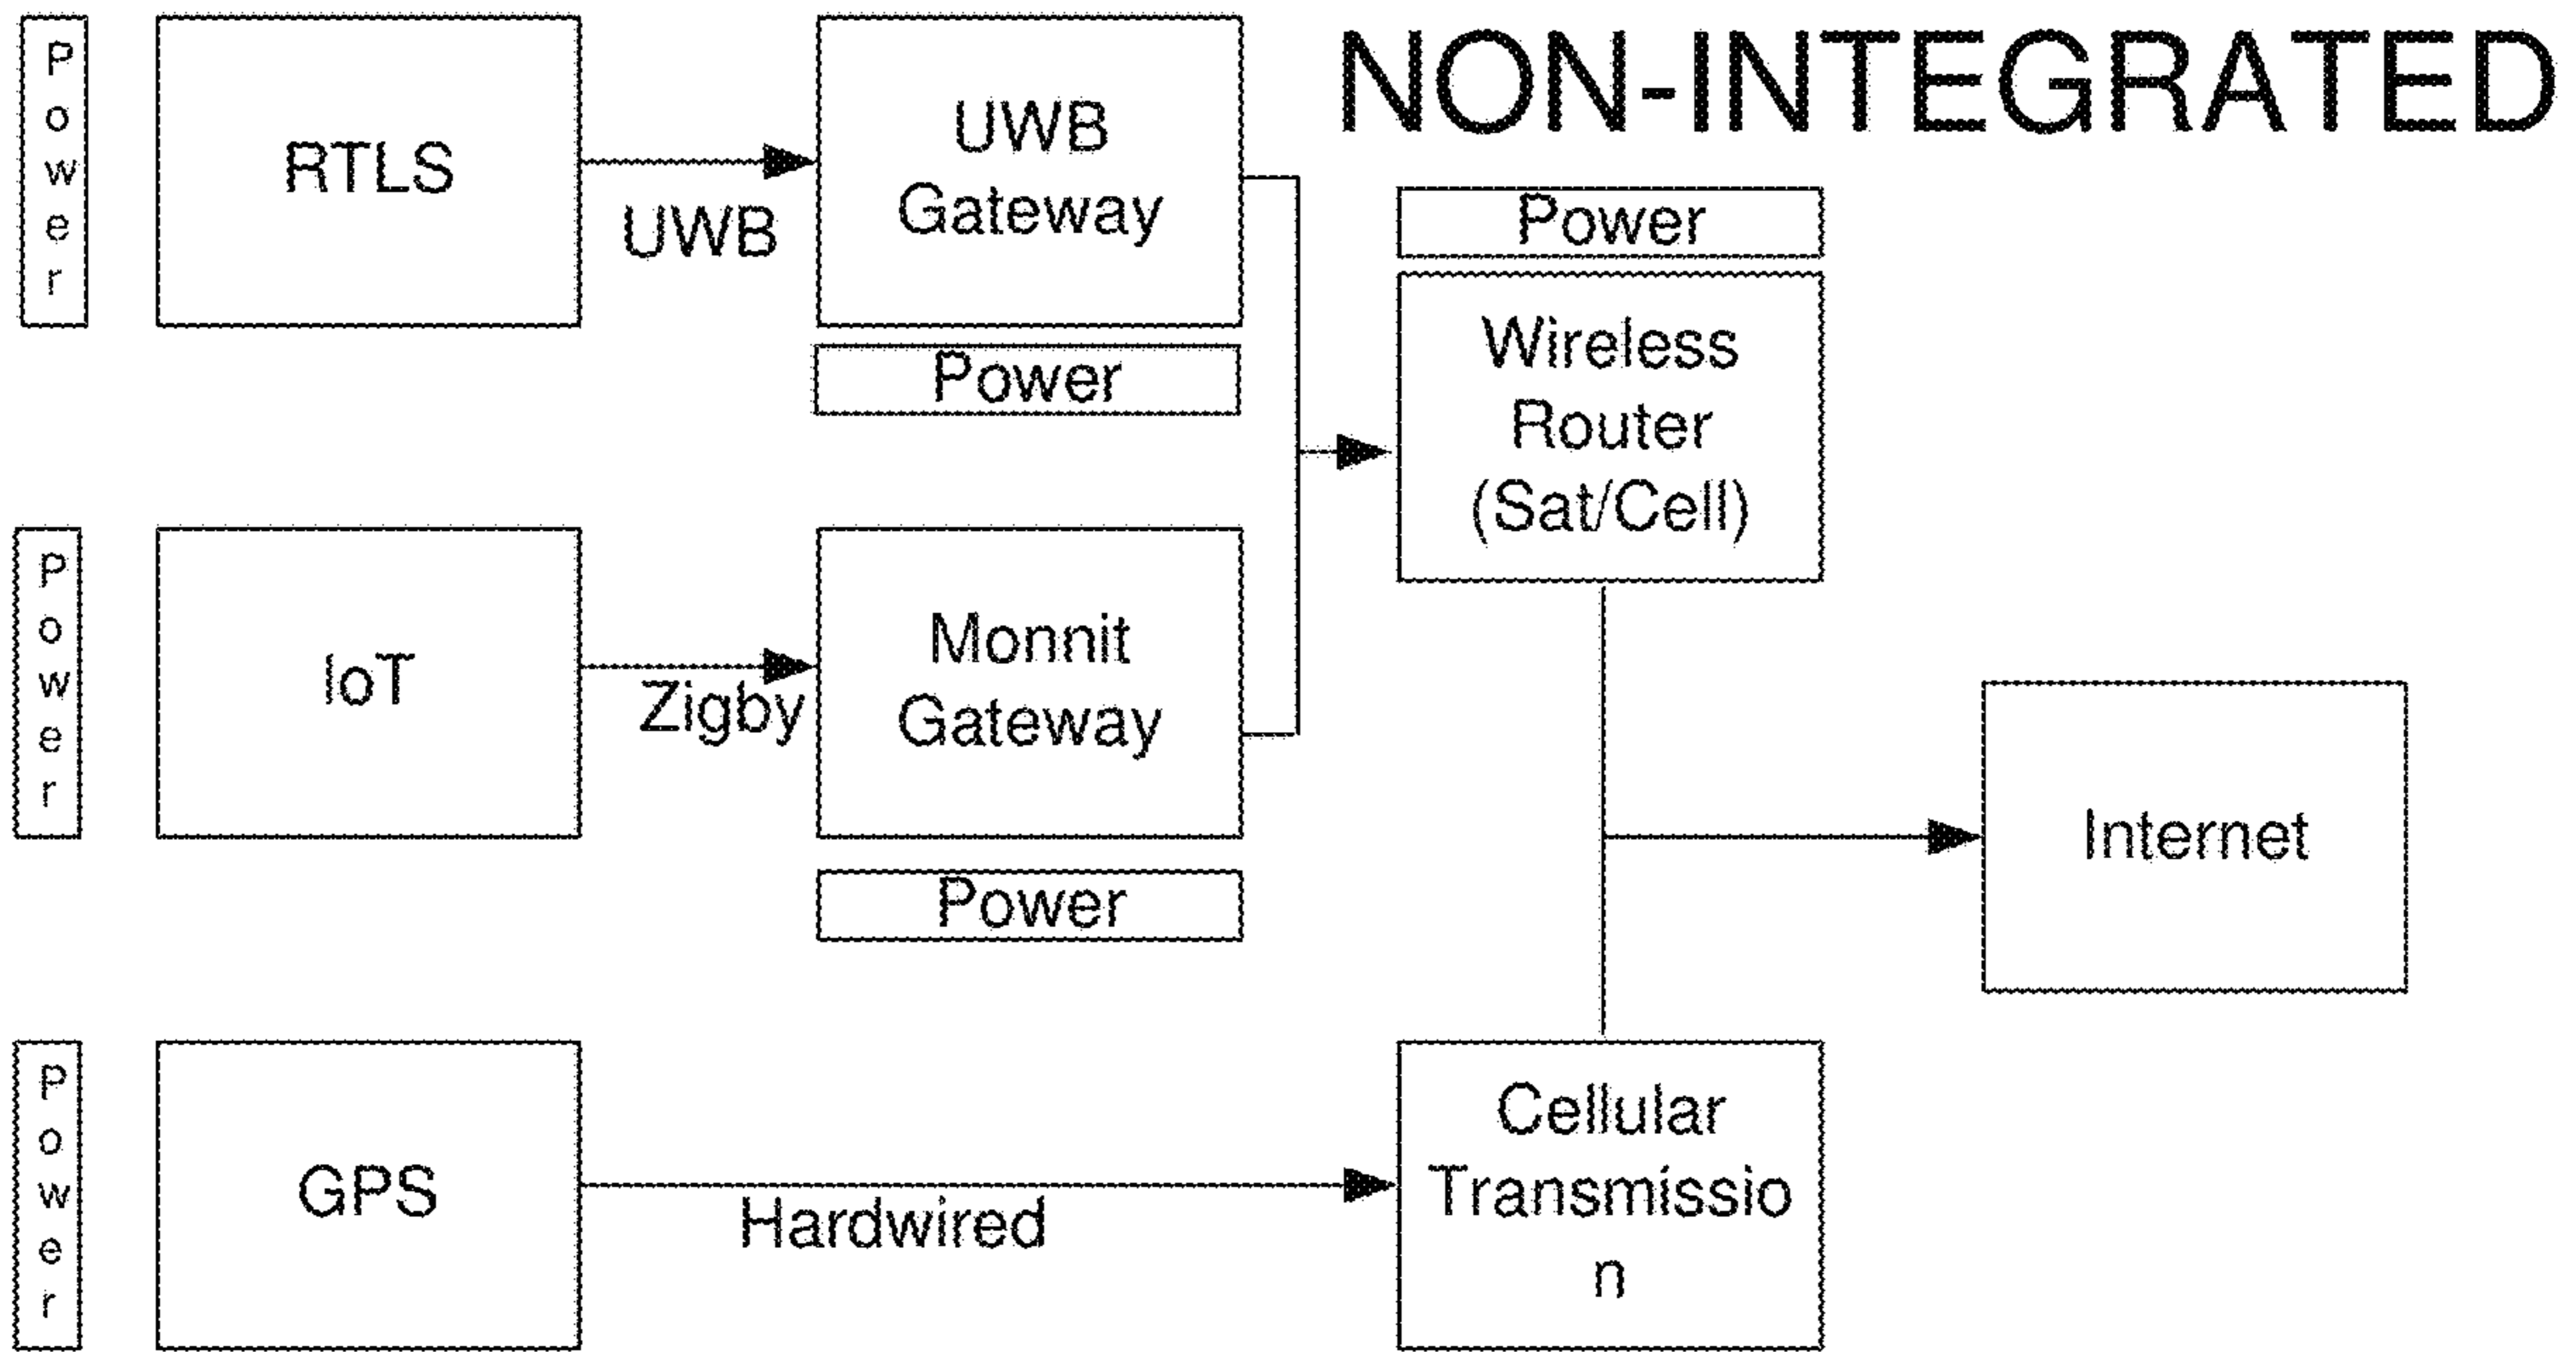 NON-INTEGRATED
P
o
w
e
r
RTLS
UWB
UWB
Gateway
Power
Power
Wireless
Router
(Sat/Cell)
P
o
w
e
r
IoT
Zigby
Monnit
Gateway
Power
Internet
P
o
w
e
r
GPS
Hardwired
Cellular
Transmissio
n